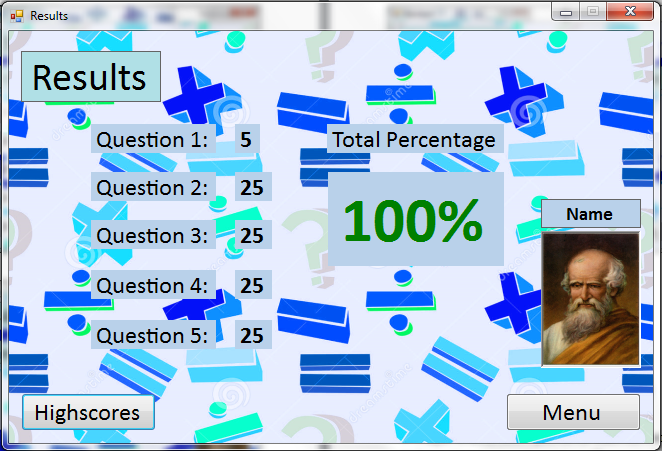 Results
Results
Question 1: 5
Total Percentage
Question 2: 25
100%
Name
Question 3: 25
Question 4: 25
Question 5: 25
Highscores
Menu